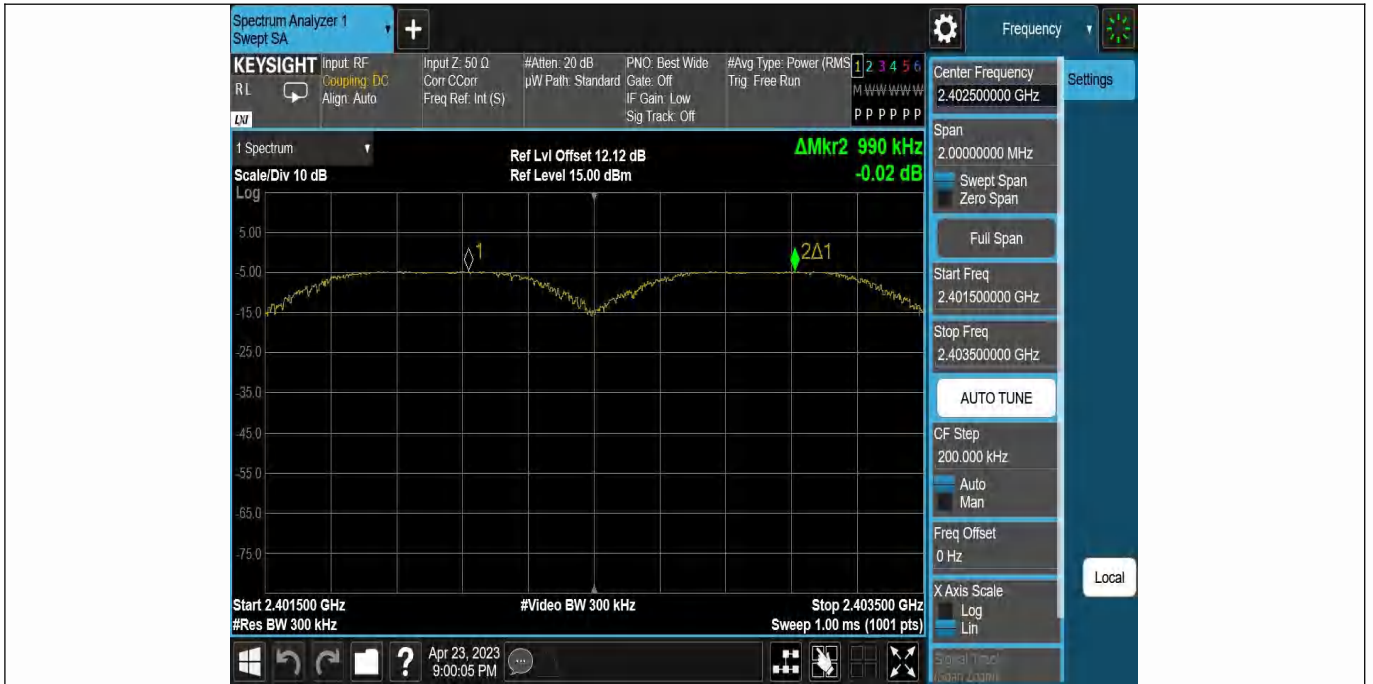 Spectrum Analyzer 1
Swept SA
+
Frequency
KEYSIGHT
RL
LXI
Input: RF
Coupling: DC
Align: Auto
Input Z: 50 Ω
Corr CCorr
Freq Ref: Int (S)
#Atten: 20 dB
µW Path: Standard
PNO: Best Wide
Gate: Off
IF Gain: Low
Sig Track: Off
#Avg Type: Power (RMS
Trig: Free Run
1 2 3 4 5 6
M W W W W W
P P P P P P
1 Spectrum
Scale/Div 10 dB
Ref Lvl Offset 12.12 dB
Ref Level 15.00 dBm
ΔMkr2 990 kHz
-0.02 dB
Log
5.00
-5.00
-15.0
-25.0
-35.0
-45.0
-55.0
-65.0
-75.0
1
2Δ1
Start 2.401500 GHz
#Res BW 300 kHz
#Video BW 300 kHz
Stop 2.403500 GHz
Sweep 1.00 ms (1001 pts)
Center Frequency
2.402500000 GHz
Settings
Span
2.00000000 MHz
Swept Span
Zero Span
Full Span
Start Freq
2.401500000 GHz
Stop Freq
2.403500000 GHz
AUTO TUNE
CF Step
200.000 kHz
Auto
Man
Freq Offset
0 Hz
X Axis Scale
Log
Lin
Signal Track
(Span Zoom)
Local
?
Apr 23, 2023
9:00:05 PM